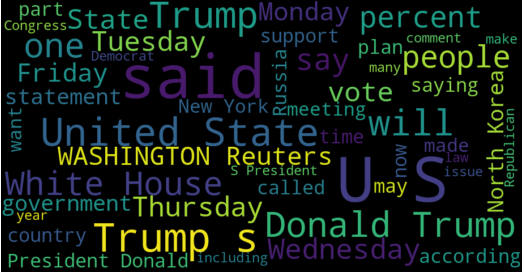 part
Congress
State
Trump
Monday
percent
one
Tuesday
Democrat
support
plan
comment
make
many
people
Friday
said
say
Russia
vote
saying
statement
New York
meeting
want
United State
time
will
North Korea
Republican
WASHINGTON Reuters
now
made
law
issue
White House
S President
called
U S
may
government
Thursday
year
Trump s
Donald Trump
country
Wednesday
President Donald
including
according